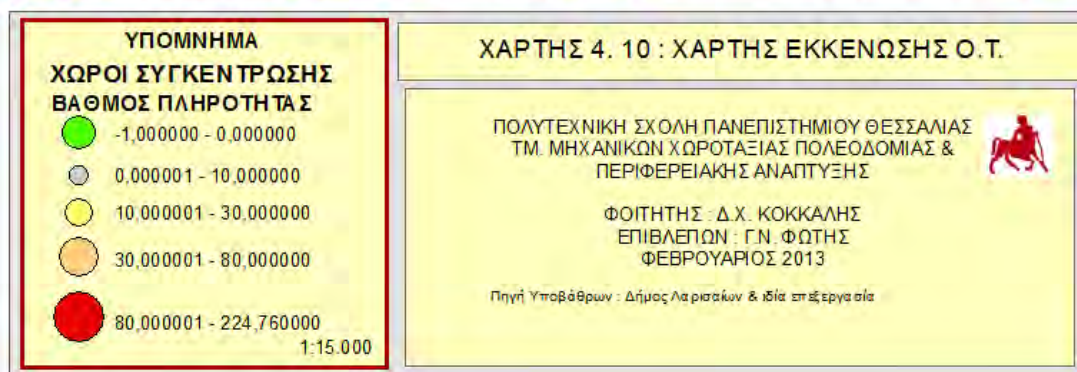 ΥΠΟΜΝΗΜΑ
ΧΩΡΟΙ ΣΥΓΚΕΝΤΡΩΣΗΣ
ΒΑΘΜΟΣ ΠΛΗΡΟΤΗΤΑΣ
-1,000000 - 0,000000
0,000001 - 10,000000
10,000001 - 30,000000
30,000001 - 80,000000
80,000001 - 224,760000
1:15.000
ΧΑΡΤΗΣ 4. 10 : ΧΑΡΤΗΣ ΕΚΚΕΝΩΣΗΣ Ο.Τ.
ΠΟΛΥΤΕΧΝΙΚΗ ΣΧΟΛΗ ΠΑΝΕΠΙΣΤΗΜΙΟΥ ΘΕΣΣΑΛΙΑΣ
ΤΜ. ΜΗΧΑΝΙΚΩΝ ΧΩΡΟΤΑΞΙΑΣ ΠΟΛΕΟΔΟΜΙΑΣ &
ΠΕΡΙΦΕΡΕΙΑΚΗΣ ΑΝΑΠΤΥΞΗΣ
ΦΟΙΤΗΤΗΣ : Δ.Χ. ΚΟΚΚΑΛΗΣ
ΕΠΙΒΛΕΠΩΝ : Γ.Ν. ΦΩΤΗΣ
ΦΕΒΡΟΥΑΡΙΟΣ 2013
Πηγή Υποβάθρων : Δήμος Λαρισαίων & ιδία επεξεργασία